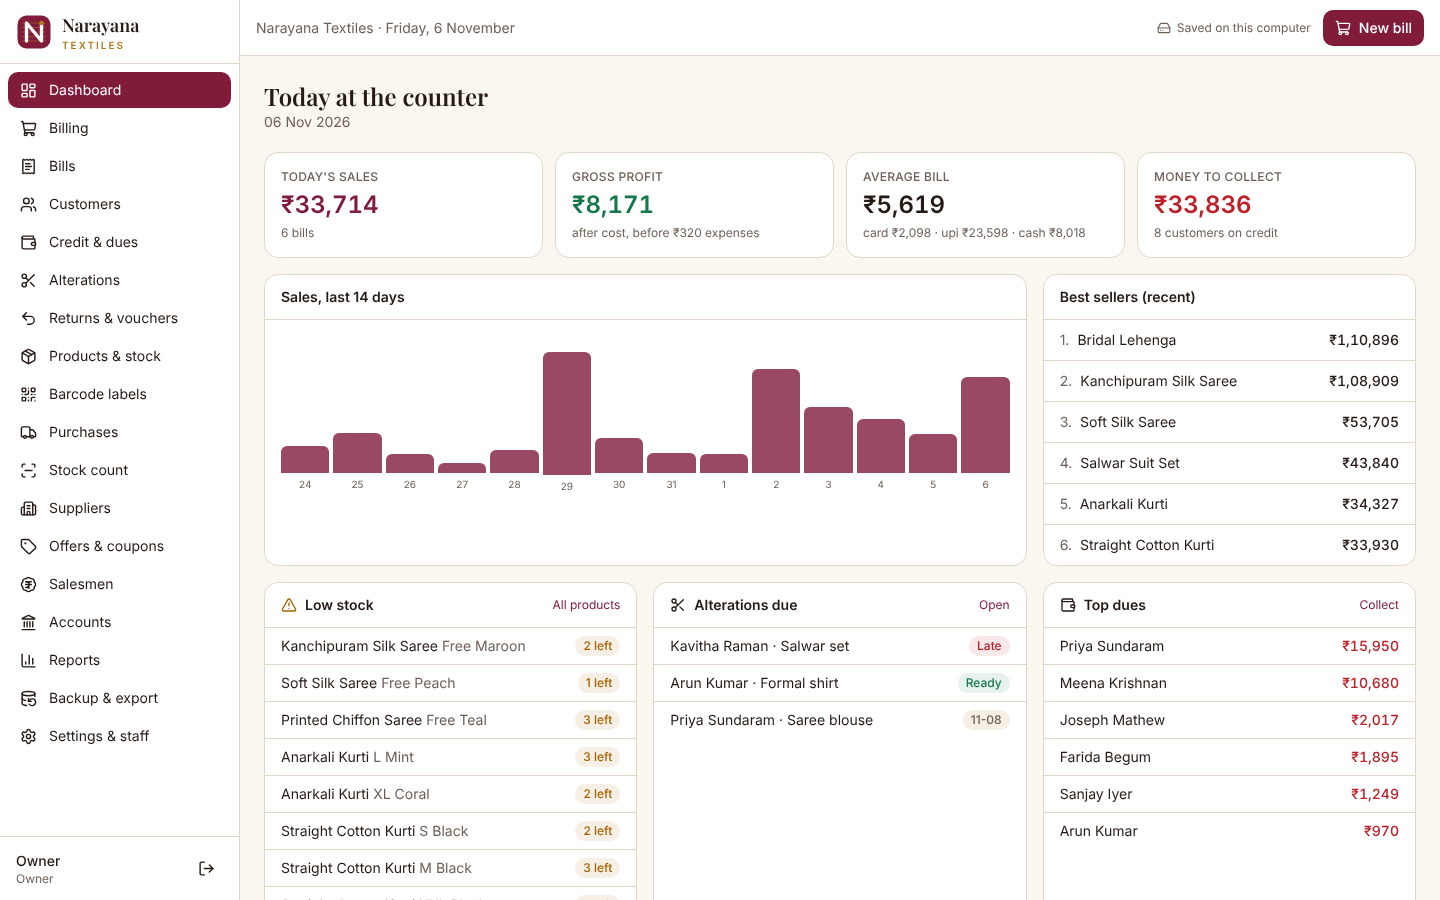 Narayana
TEXTILES
Narayana Textiles · Friday, 6 November
Saved on this computer
New bill
Dashboard
Billing
Bills
Customers
Credit & dues
Alterations
Returns & vouchers
Products & stock
Barcode labels
Purchases
Stock count
Suppliers
Offers & coupons
Salesmen
Accounts
Reports
Backup & export
Settings & staff
Owner
Owner
Today at the counter
06 Nov 2026
TODAY'S SALES
₹33,714
6 bills
GROSS PROFIT
₹8,171
after cost, before ₹320 expenses
AVERAGE BILL
₹5,619
card ₹2,098 · upi ₹23,598 · cash ₹8,018
MONEY TO COLLECT
₹33,836
8 customers on credit
Sales, last 14 days
24 25 26 27 28 29 30 31 1 2 3 4 5 6
Best sellers (recent)
1. Bridal Lehenga ₹1,10,896
2. Kanchipuram Silk Saree ₹1,08,909
3. Soft Silk Saree ₹53,705
4. Salwar Suit Set ₹43,840
5. Anarkali Kurti ₹34,327
6. Straight Cotton Kurti ₹33,930
Low stock All products
Kanchipuram Silk Saree Free Maroon 2 left
Soft Silk Saree Free Peach 1 left
Printed Chiffon Saree Free Teal 3 left
Anarkali Kurti L Mint 3 left
Anarkali Kurti XL Coral 2 left
Straight Cotton Kurti S Black 2 left
Straight Cotton Kurti M Black 3 left
Alterations due Open
Kavitha Raman · Salwar set Late
Arun Kumar · Formal shirt Ready
Priya Sundaram · Saree blouse 11-08
Top dues Collect
Priya Sundaram ₹15,950
Meena Krishnan ₹10,680
Joseph Mathew ₹2,017
Farida Begum ₹1,895
Sanjay Iyer ₹1,249
Arun Kumar ₹970